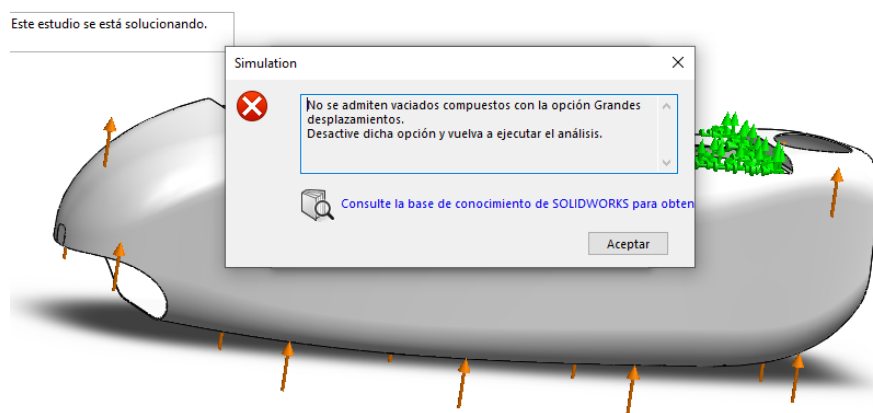 Este estudio se está solucionando.
Simulation
No se admiten vaciados compuestos con la opción Grandes
desplazamientos.
Desactive dicha opción y vuelva a ejecutar el análisis.
Consulte la base de conocimiento de SOLIDWORKS para obten
Aceptar